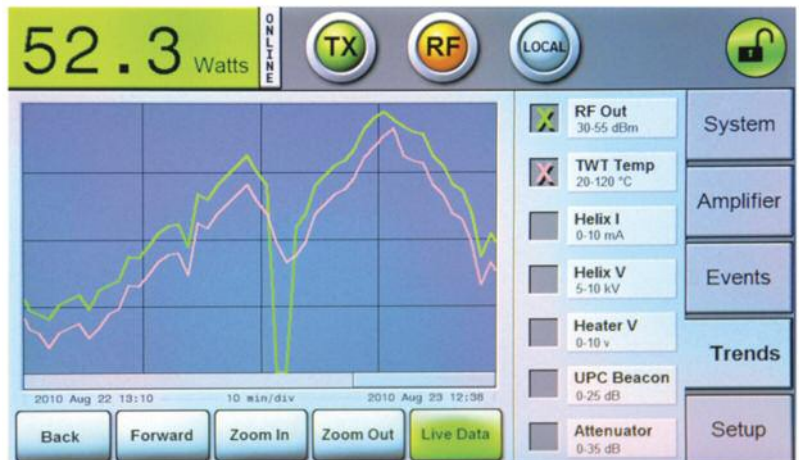 52.3 Watts
ONLINE
TX
RF
LOCAL
RF Out
30-55 dBm
TWT Temp
20-120 °C
Helix I
0-10 mA
Helix V
5-10 kV
Heater V
0-10 v
UPC Beacon
0-25 dB
Attenuator
0-35 dB
System
Amplifier
Events
Trends
Setup
2010 Aug 22 13:10
10 min/div
2010 Aug 23 12:38
Back
Forward
Zoom In
Zoom Out
Live Data